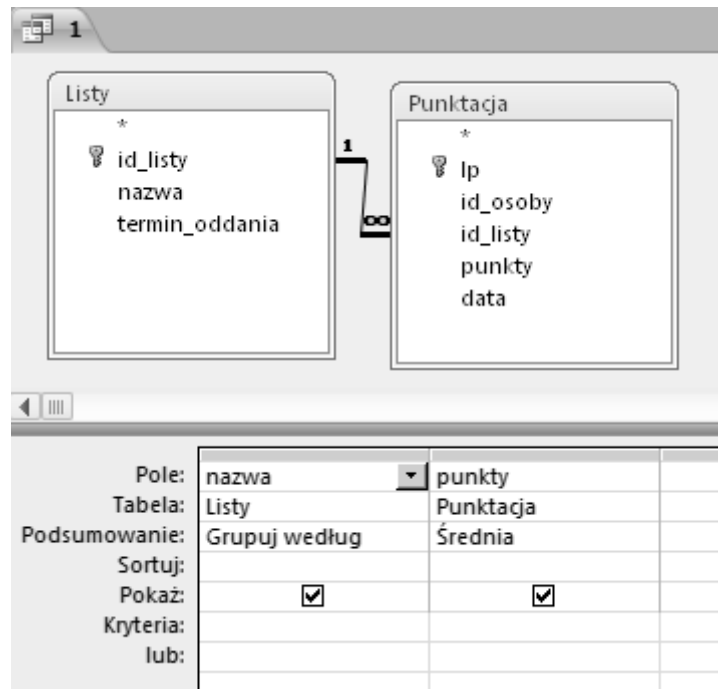 1
Listy
*
id_listy
nazwa
termin_oddania
1
∞
Punktacja
*
lp
id_osoby
id_listy
punkty
data
Pole: nazwa punkty
Tabela: Listy Punktacja
Podsumowanie: Grupuj według Średnia
Sortuj:
Pokaż:
Kryteria:
lub: